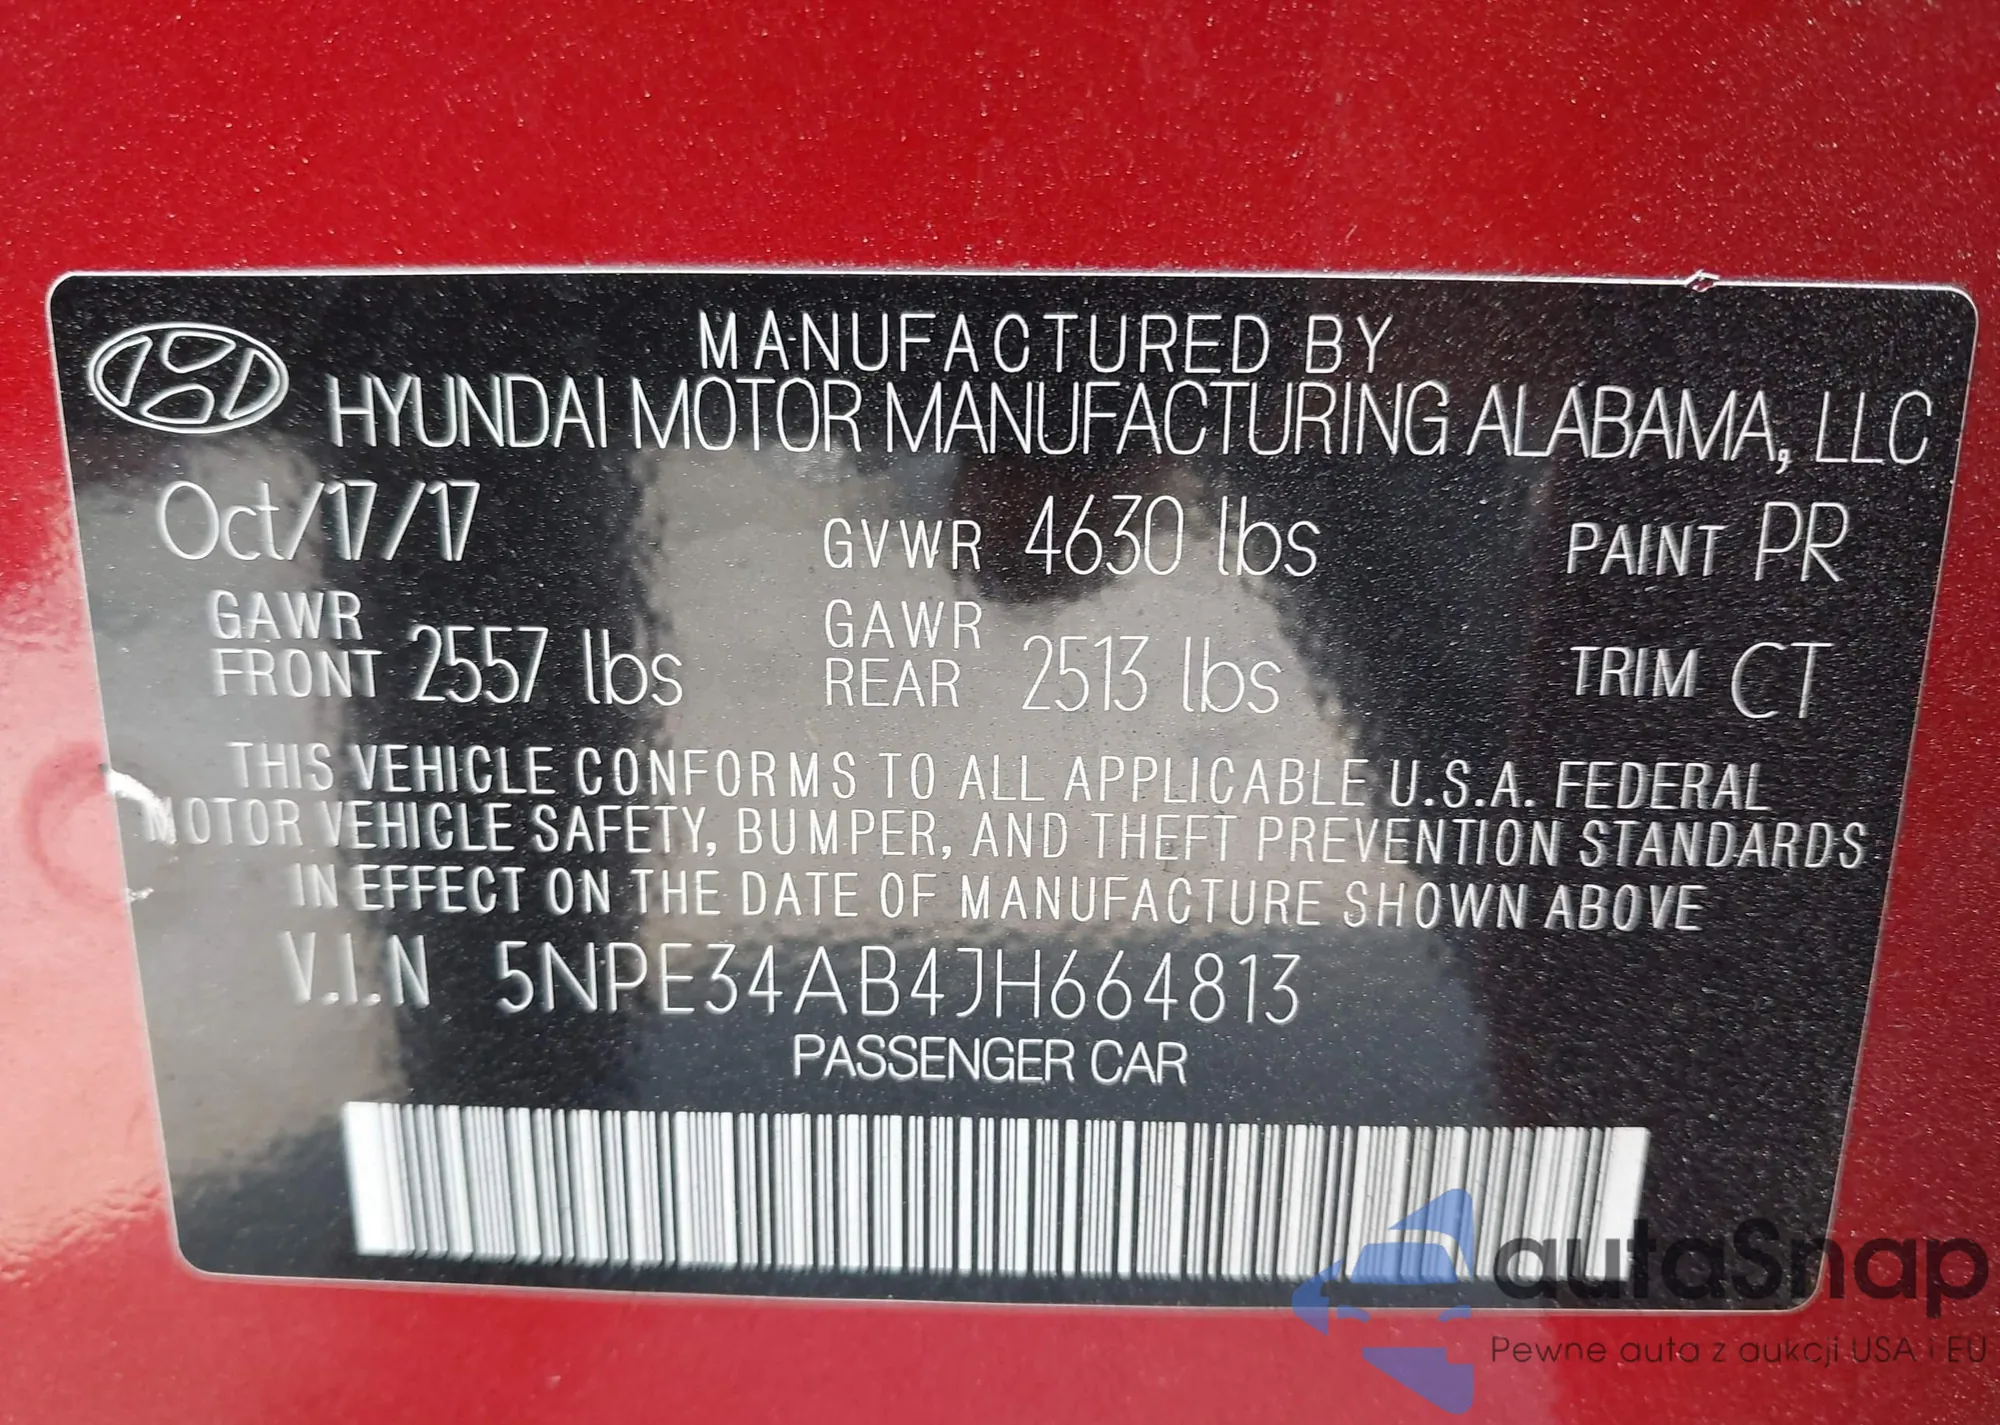 MANUFACTURED BY
HYUNDAI MOTOR MANUFACTURING ALABAMA, LLC
Oct/17/17 GVWR 4630 lbs PAINT PR
GAWR FRONT 2557 lbs GAWR REAR 2513 lbs TRIM CT
THIS VEHICLE CONFORMS TO ALL APPLICABLE U.S.A. FEDERAL
MOTOR VEHICLE SAFETY, BUMPER, AND THEFT PREVENTION STANDARDS
IN EFFECT ON THE DATE OF MANUFACTURE SHOWN ABOVE
V.I.N 5NPE34AB4JH664813
PASSENGER CAR
autaSnap
Pewne auta z aukcji USA i EU